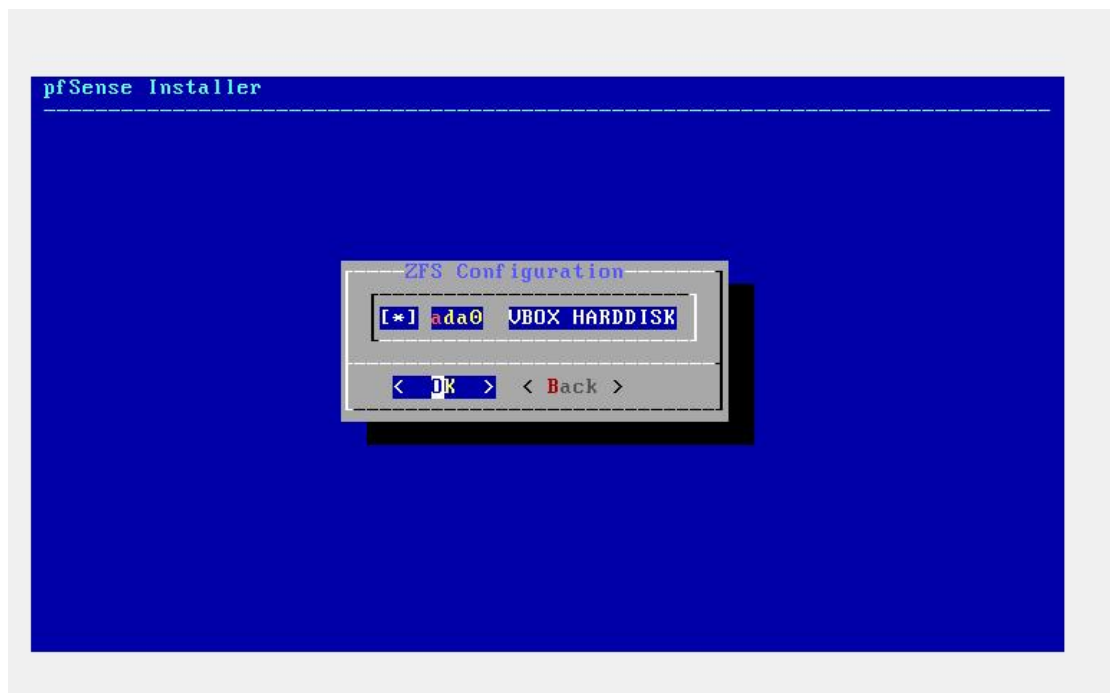 pfSense Installer
ZFS Configuration
[*] ada0 VBOX HARDDISK
< OK > < Back >